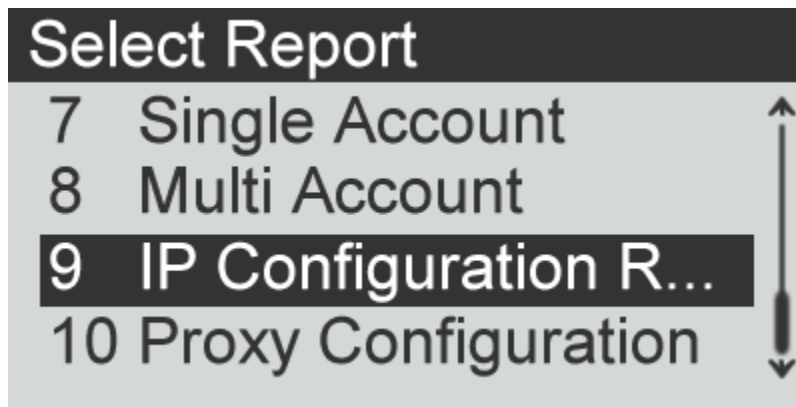 Select Report
7 Single Account
8 Multi Account
9 IP Configuration R...
10 Proxy Configuration